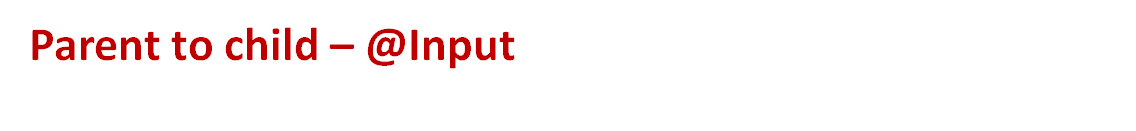 Parent to child – @Input